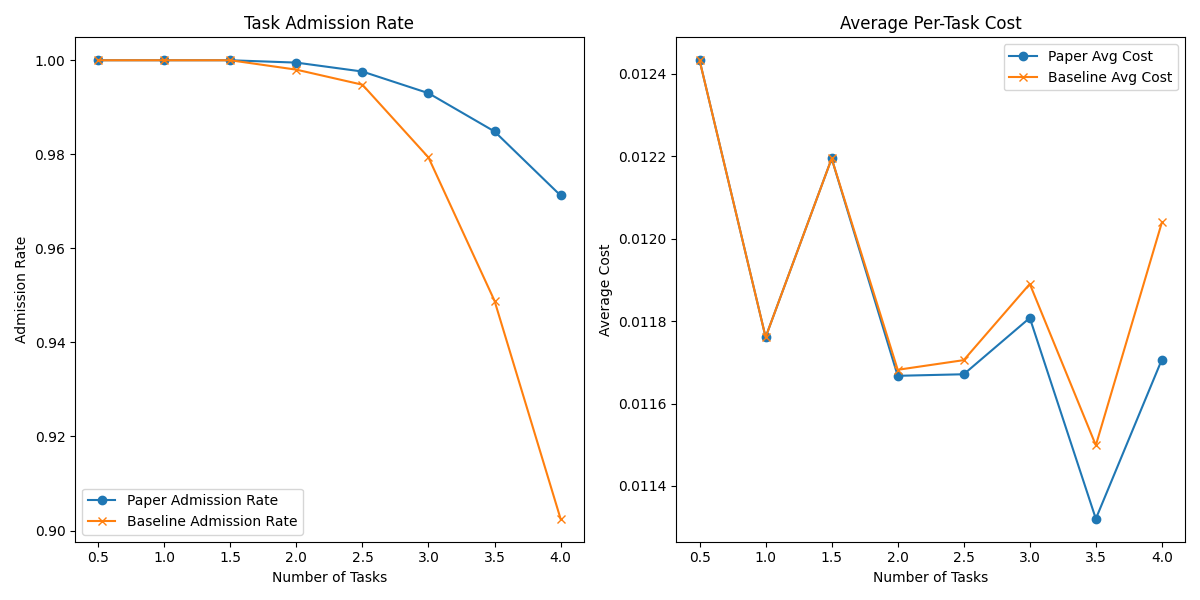 Task Admission Rate
Admission Rate
1.00
0.98
0.96
0.94
0.92
0.90
Paper Admission Rate
Baseline Admission Rate
0.5 1.0 1.5 2.0 2.5 3.0 3.5 4.0
Number of Tasks
Average Per-Task Cost
Average Cost
Paper Avg Cost
Baseline Avg Cost
0.0124
0.0122
0.0120
0.0118
0.0116
0.0114
0.5 1.0 1.5 2.0 2.5 3.0 3.5 4.0
Number of Tasks